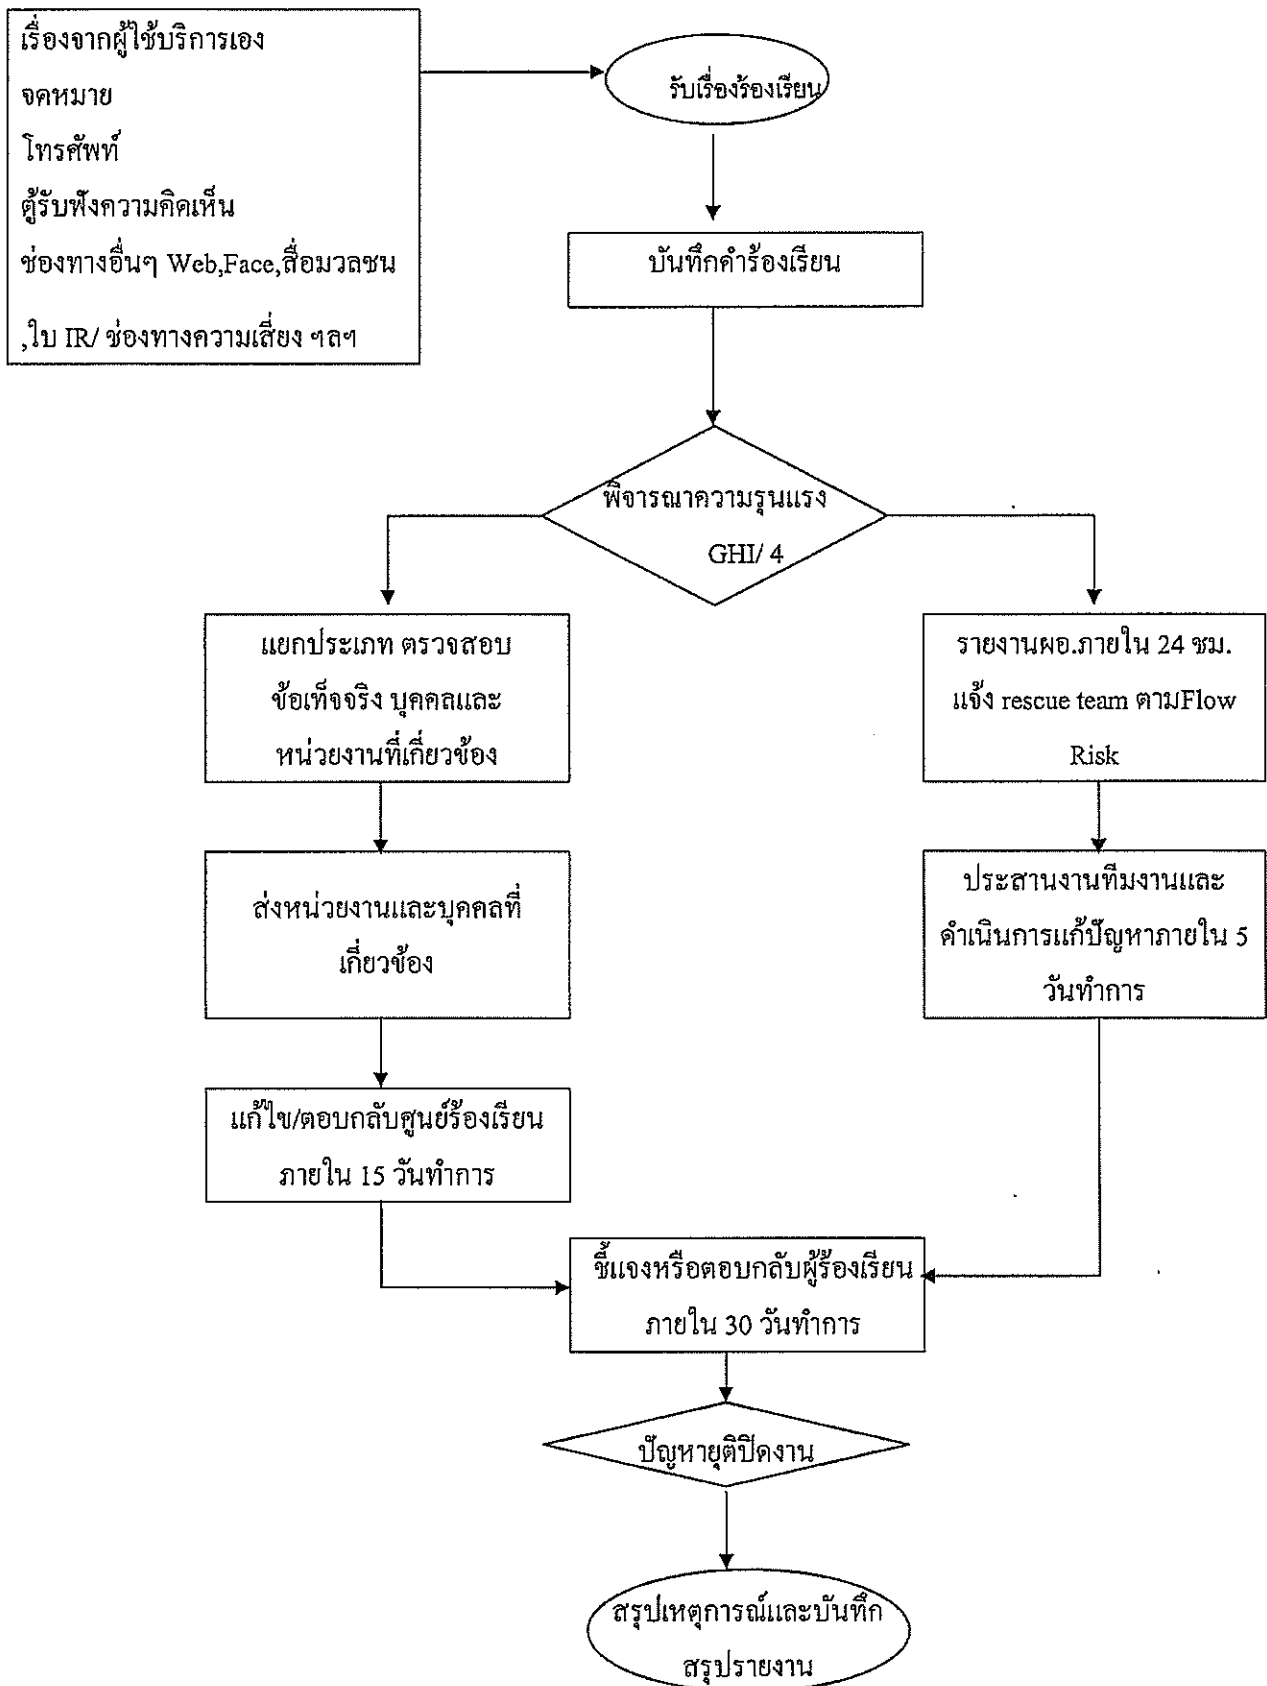 เรื่องจากผู้ใช้บริการเอง
จดหมาย
โทรศัพท์
ตู้รับฟังความคิดเห็น
ช่องทางอื่นๆ Web,Face,สื่อมวลชน
,ใบ IR/ ช่องทางความเสี่ยง ฯลฯ
รับเรื่องร้องเรียน
บันทึกคำร้องเรียน
พิจารณาความรุนแรง
GHI/ 4
แยกประเภท ตรวจสอบ
ข้อเท็จจริง บุคคลและ
หน่วยงานที่เกี่ยวข้อง
รายงานผอ.ภายใน 24 ชม.
แจ้ง rescue team ตามFlow
Risk
ส่งหน่วยงานและบุคคลที่
เกี่ยวข้อง
ประสานงานทีมงานและ
ดำเนินการแก้ปัญหาภายใน 5
วันทำการ
แก้ไข/ตอบกลับศูนย์ร้องเรียน
ภายใน 15 วันทำการ
ชี้แจงหรือตอบกลับผู้ร้องเรียน
ภายใน 30 วันทำการ
ปัญหายุติปิดงาน
สรุปเหตุการณ์และบันทึก
สรุปรายงาน